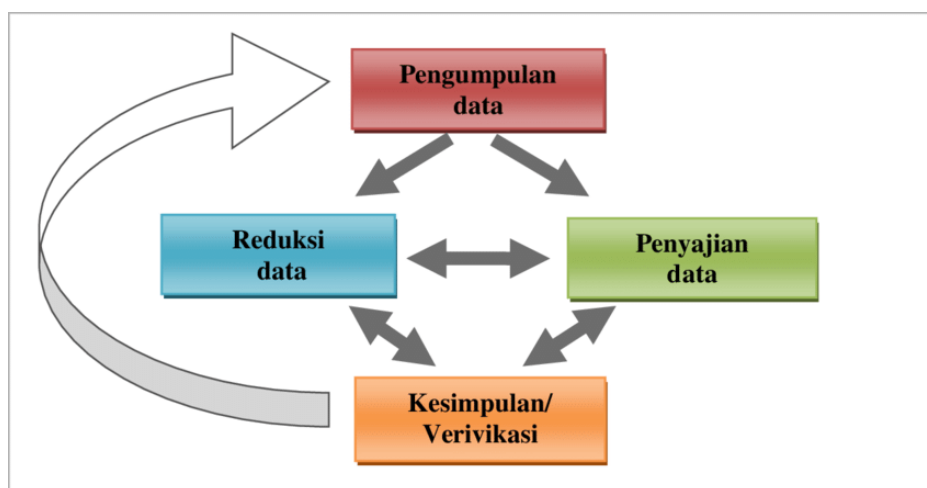 Pengumpulan
data
Reduksi
data
Penyajian
data
Kesimpulan/
Verivikasi